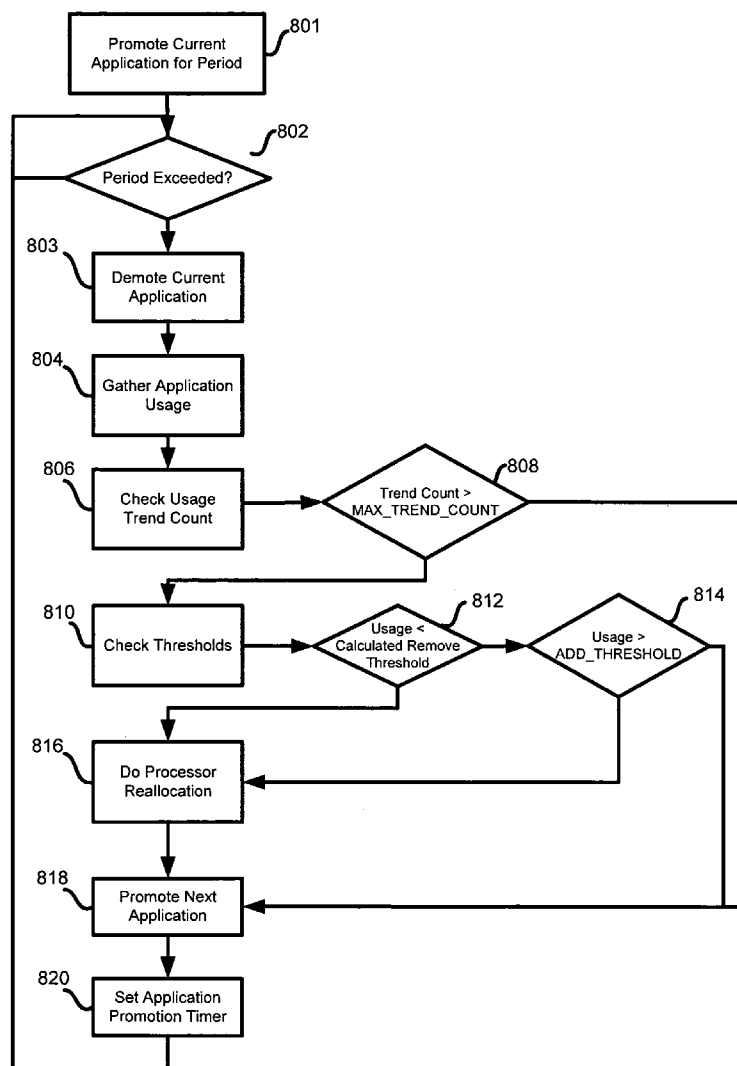 Promote Current
Application for Period
801
802
Period Exceeded?
803
Demote Current
Application
804
Gather Application
Usage
806
Check Usage
Trend Count
808
Trend Count >
MAX_TREND_COUNT
810
Check Thresholds
812
Usage <
Calculated Remove
Threshold
814
Usage >
ADD_THRESHOLD
816
Do Processor
Reallocation
818
Promote Next
Application
820
Set Application
Promotion Timer